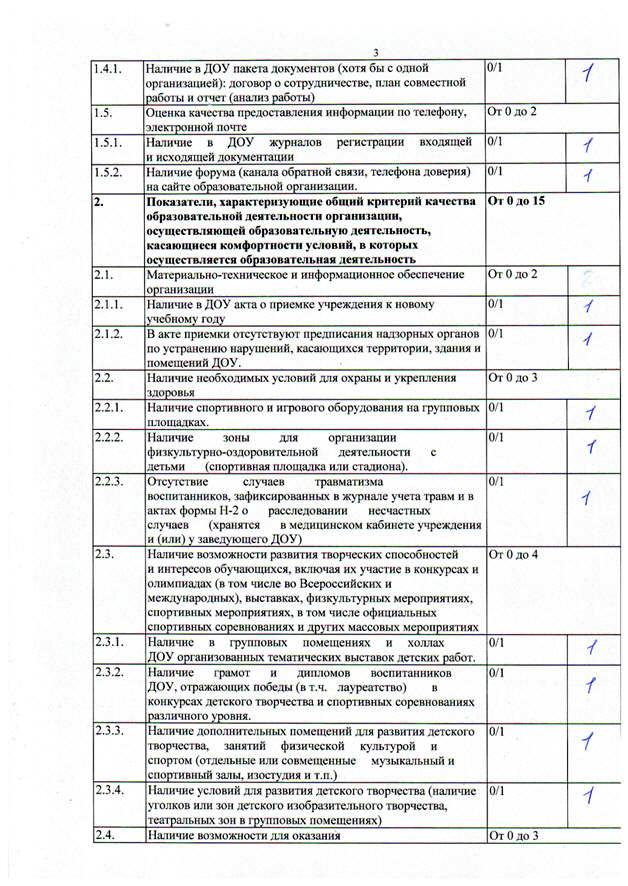 3
1.4.1. Наличие в ДОУ пакета документов (хотя бы с одной 0/1 1
организацией): договор о сотрудничестве, план совместной
работы и отчет (анализ работы)
1.5. Оценка качества предоставления информации по телефону, От 0 до 2
электронной почте
1.5.1. Наличие в ДОУ журналов регистрации входящей 0/1 1
и исходящей документации
1.5.2. Наличие форума (канала обратной связи, телефона доверия) 0/1 1
на сайте образовательной организации.
2. Показатели, характеризующие общий критерий качества От 0 до 15
образовательной деятельности организации,
осуществляющей образовательную деятельность,
касающиеся комфортности условий, в которых
осуществляется образовательная деятельность
2.1. Материально-техническое и информационное обеспечение От 0 до 2 2
организации
2.1.1. Наличие в ДОУ акта о приемке учреждения к новому 0/1 1
учебному году
2.1.2. В акте приемки отсутствуют предписания надзорных органов 0/1 1
по устранению нарушений, касающихся территории, здания и
помещений ДОУ.
2.2. Наличие необходимых условий для охраны и укрепления От 0 до 3
здоровья
2.2.1. Наличие спортивного и игрового оборудования на групповых 0/1 1
площадках.
2.2.2. Наличие зоны для организации 0/1 1
физкультурно-оздоровительной деятельности с
детьми (спортивная площадка или стадиона).
2.2.3. Отсутствие случаев травматизма 0/1 1
воспитанников, зафиксированных в журнале учета травм и в
актах формы Н-2 о расследовании несчастных
случаев (хранятся в медицинском кабинете учреждения
и (или) у заведующего ДОУ)
2.3. Наличие возможности развития творческих способностей От 0 до 4
и интересов обучающихся, включая их участие в конкурсах и
олимпиадах (в том числе во Всероссийских и
международных), выставках, физкультурных мероприятиях,
спортивных мероприятиях, в том числе официальных
спортивных соревнованиях и других массовых мероприятиях
2.3.1. Наличие в групповых помещениях и холлах 0/1 1
ДОУ организованных тематических выставок детских работ.
2.3.2. Наличие грамот и дипломов воспитанников 0/1 1
ДОУ, отражающих победы (в т.ч. лауреатство) в
конкурсах детского творчества и спортивных соревнованиях
различного уровня.
2.3.3. Наличие дополнительных помещений для развития детского 0/1 1
творчества, занятий физической культурой и
спортом (отдельные или совмещенные музыкальный и
спортивный залы, изостудия и т.п.)
2.3.4. Наличие условий для развития детского творчества (наличие 0/1 1
уголков или зон детского изобразительного творчества,
театральных зон в групповых помещениях)
2.4. Наличие возможности для оказания От 0 до 3